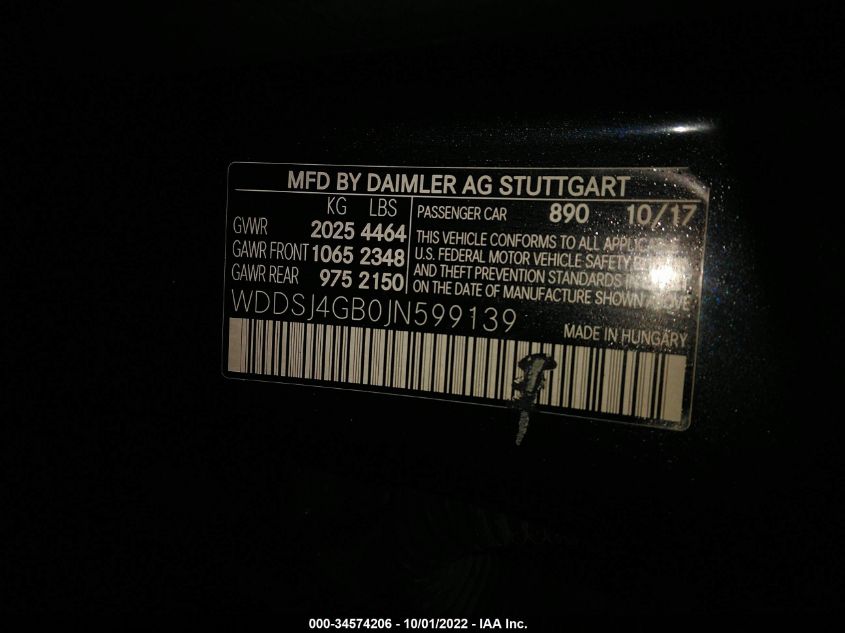 MFD BY DAIMLER AG STUTTGART
KG LBS
GVWR 2025 4464
GAWR FRONT 1065 2348
GAWR REAR 975 2150
PASSENGER CAR 890 10/17
THIS VEHICLE CONFORMS TO ALL
U.S. FEDERAL MOTOR VEHICLE SAFETY
AND THEFT PREVENTION STANDARDS IN
ON THE DATE OF MANUFACTURE SHOWN ABOVE
WDDSJ4GB0JN599139
MADE IN HUNGARY
000-34574206 - 10/01/2022 - IAA Inc.